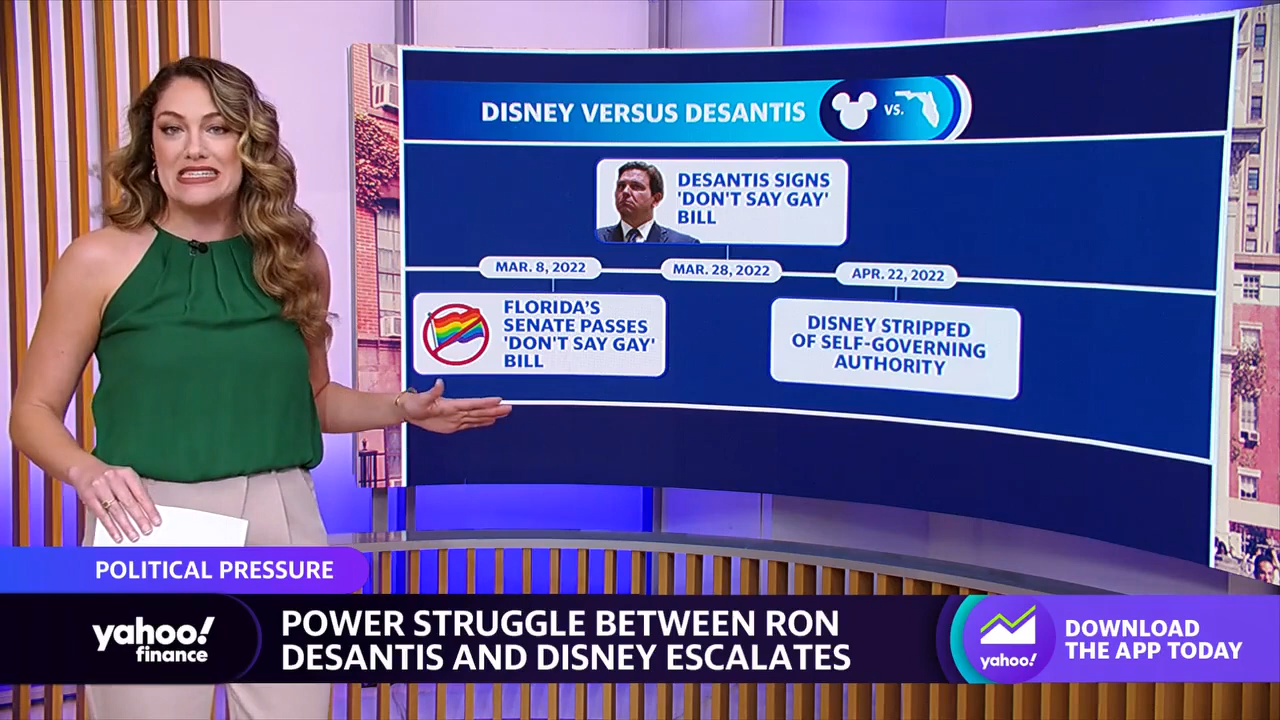 DISNEY VERSUS DESANTIS
VS.
DESANTIS SIGNS
'DON'T SAY GAY'
BILL
MAR. 8, 2022
MAR. 28, 2022
APR. 22, 2022
FLORIDA'S
SENATE PASSES
'DON'T SAY GAY'
BILL
DISNEY STRIPPED
OF SELF-GOVERNING
AUTHORITY
POLITICAL PRESSURE
yahoo!
finance
POWER STRUGGLE BETWEEN RON
DESANTIS AND DISNEY ESCALATES
yahoo!
DOWNLOAD
THE APP TODAY